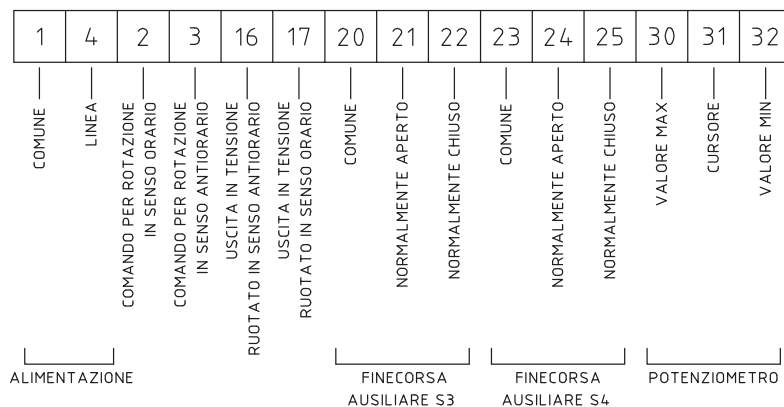 1 4 2 3 16 17 20 21 22 23 24 25 30 31 32
COMUNE
LINEA
COMANDO PER ROTAZIONE
IN SENSO ORARIO
COMANDO PER ROTAZIONE
IN SENSO ANTIORARIO
USCITA IN TENSIONE
RUOTATO IN SENSO ANTIORARIO
USCITA IN TENSIONE
RUOTATO IN SENSO ORARIO
COMUNE
NORMALMENTE APERTO
NORMALMENTE CHIUSO
COMUNE
NORMALMENTE APERTO
NORMALMENTE CHIUSO
VALORE MAX
CURSORE
VALORE MIN
ALIMENTAZIONE
FINECORSA
AUSILIARE S3
FINECORSA
AUSILIARE S4
POTENZIOMETRO